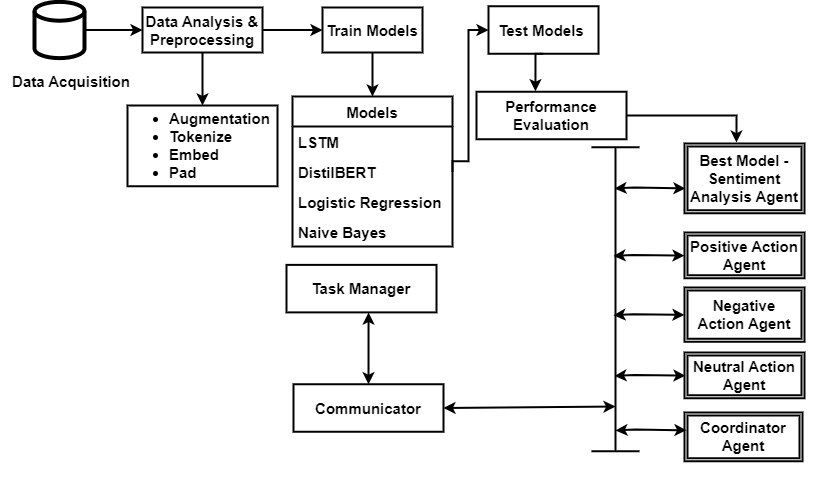 Data Acquisition
Data Analysis &
Preprocessing
Augmentation
Tokenize
Embed
Pad
Train Models
Models
LSTM
DistilBERT
Logistic Regression
Naive Bayes
Test Models
Performance
Evaluation
Best Model -
Sentiment
Analysis Agent
Positive Action
Agent
Negative
Action Agent
Neutral Action
Agent
Coordinator
Agent
Task Manager
Communicator